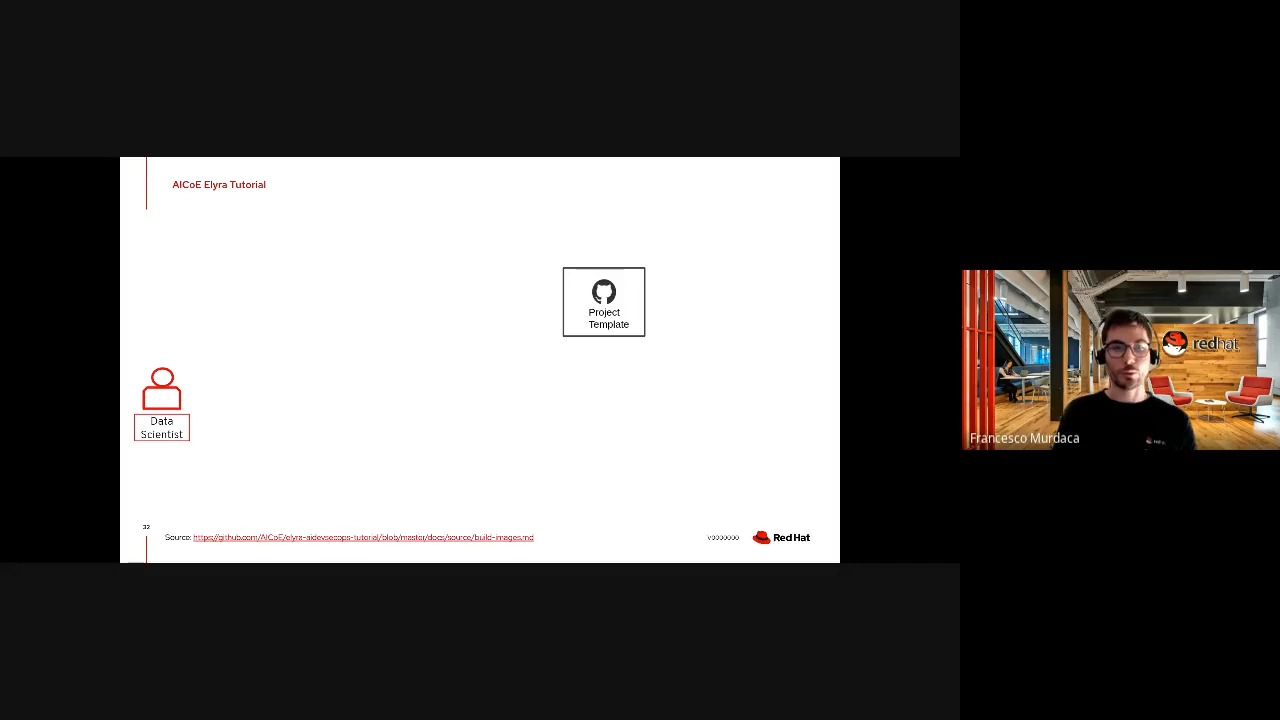 AICoE Elyra Tutorial
Project
Template
Data
Scientist
32
Source: https://github.com/AICoE/elyra-aidevsecops-tutorial/blob/master/docs/source/build-images.md
V0000000
Red Hat
redhat
Francesco Murdaca